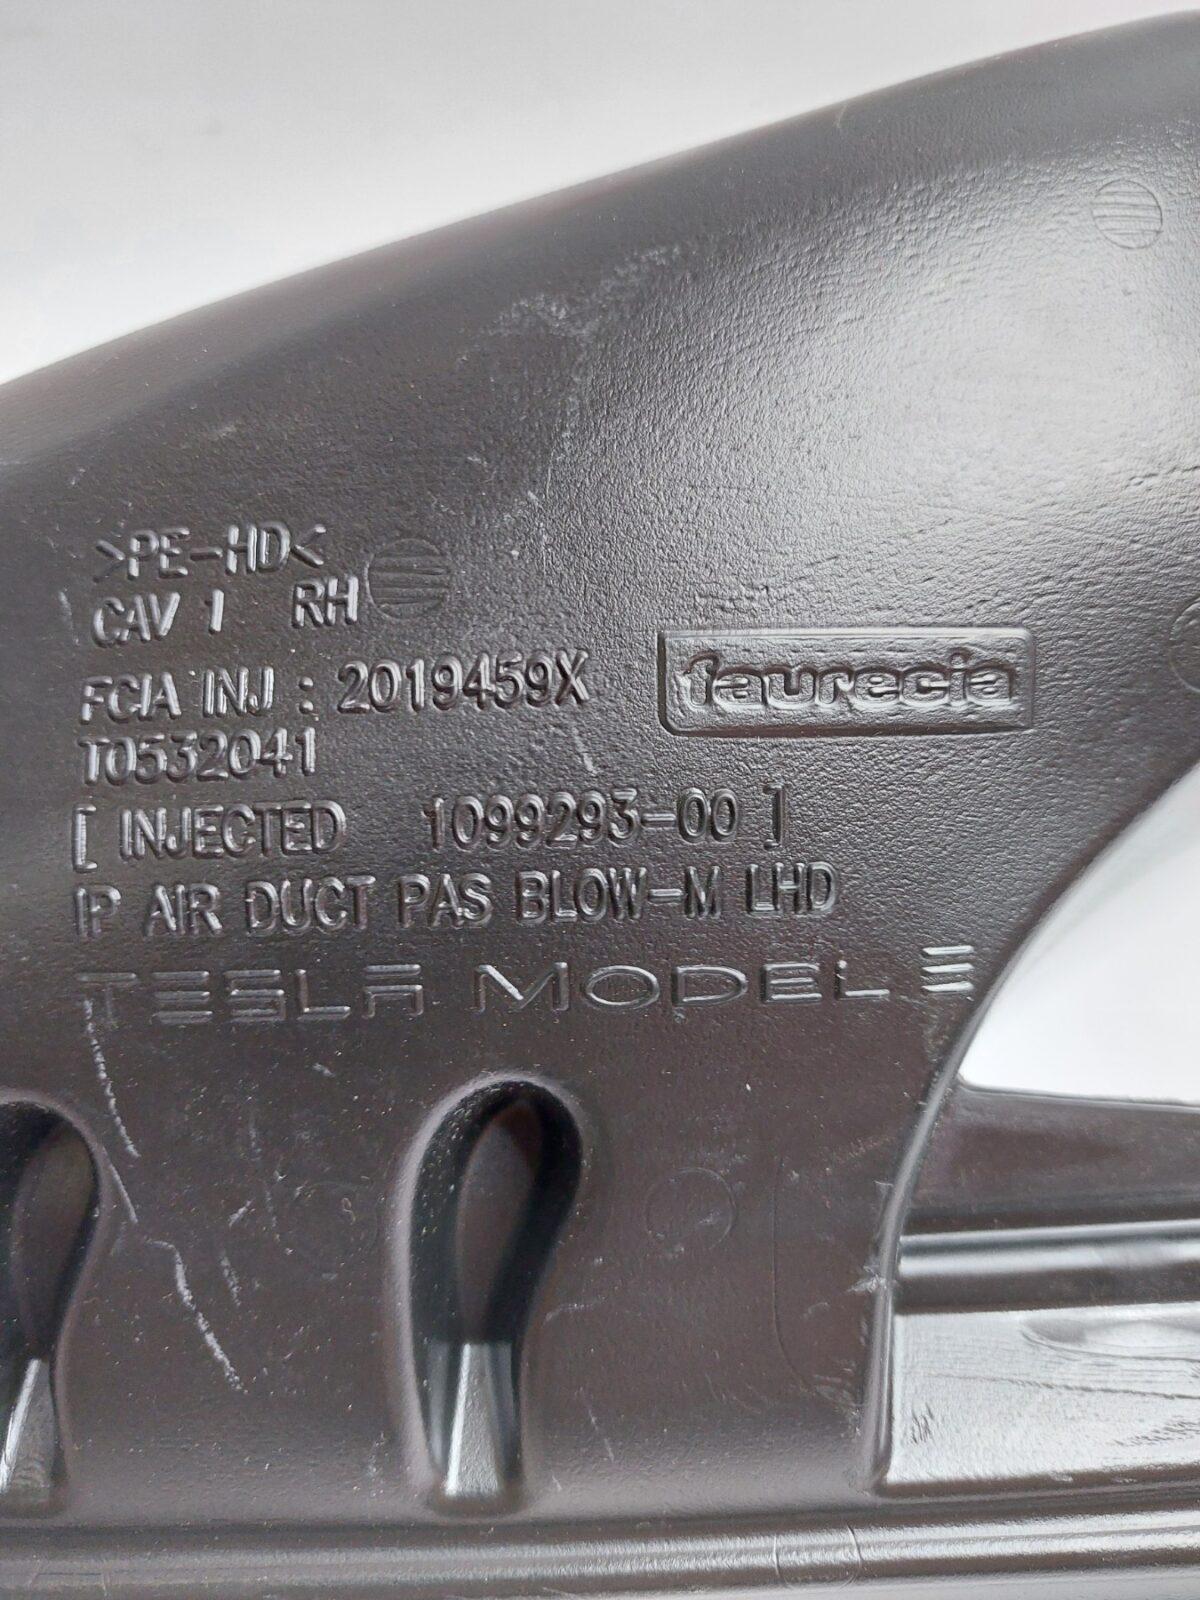 >PE-HD<
CAV 1 RH
FCIA INJ : 2019459X
faurecia
T0532041
[ INJECTED 1099293-00 ]
IP AIR DUCT PAS BLOW-M LHD
TESLA MODEL Ξ